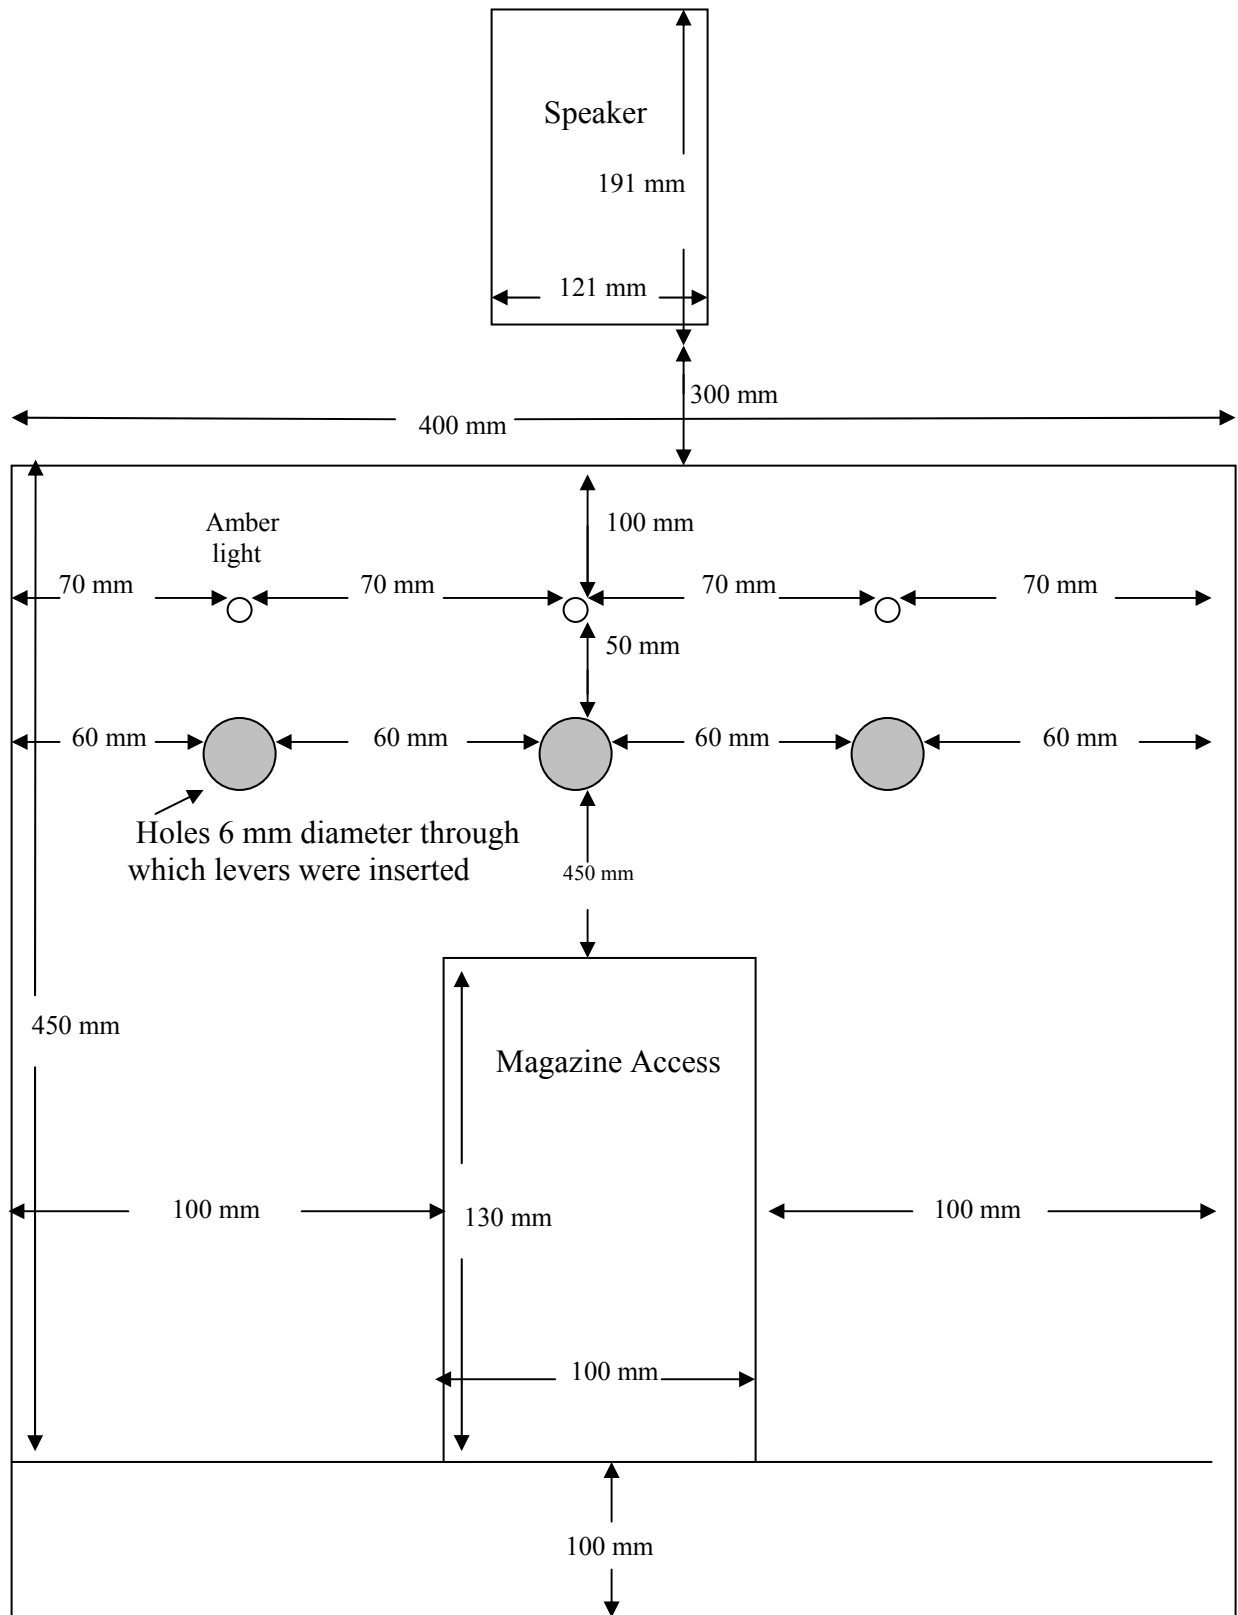 Speaker
191 mm
121 mm
300 mm
400 mm
Amber
light
100 mm
70 mm
70 mm
70 mm
70 mm
50 mm
60 mm
60 mm
60 mm
60 mm
Holes 6 mm diameter through
which levers were inserted
450 mm
450 mm
Magazine Access
100 mm
130 mm
100 mm
100 mm
100 mm